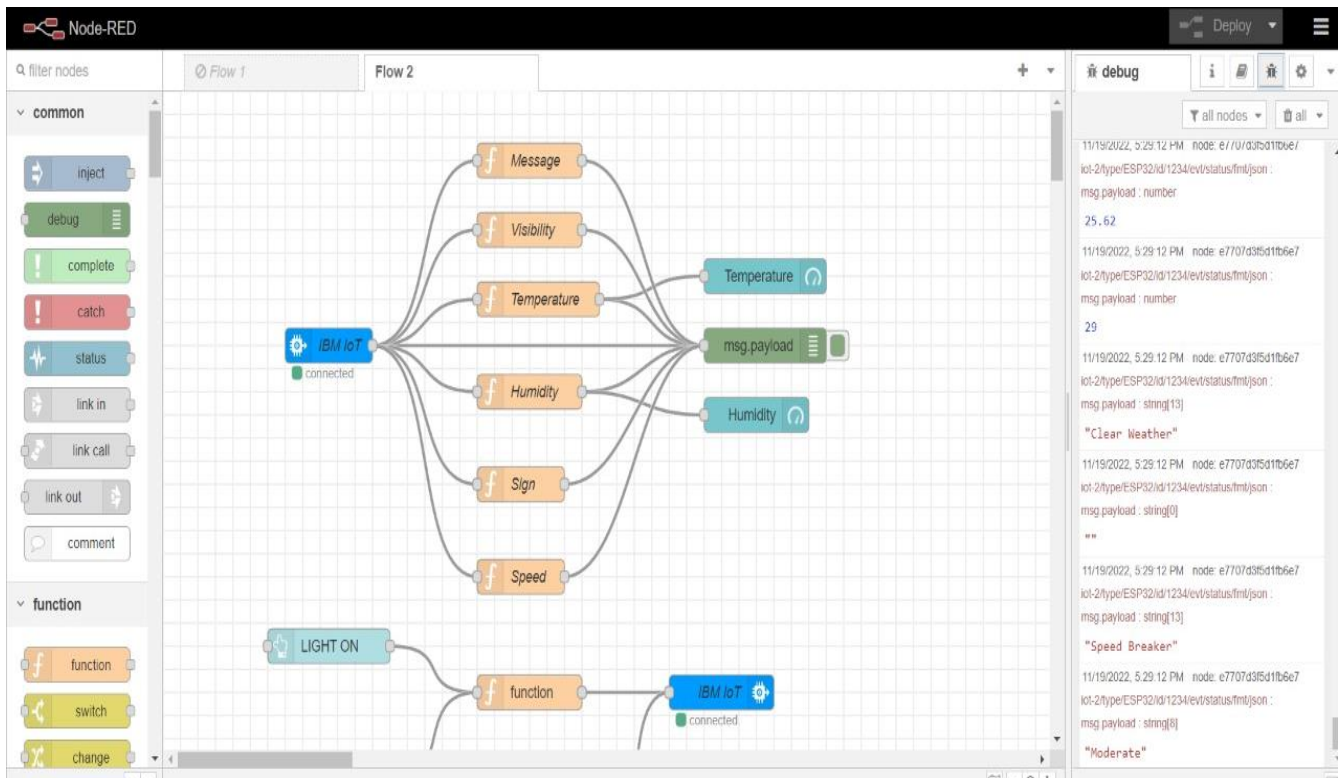 Node-RED
Deploy
filter nodes
Flow 1
Flow 2
debug
all nodes
all
common
inject
debug
complete
catch
status
link in
link call
link out
comment
function
function
switch
change
Message
Visibility
Temperature
Temperature
IBM IoT
connected
msg.payload
Humidity
Humidity
Sign
Speed
LIGHT ON
function
IBM IoT
connected
11/19/2022, 5:29:12 PM node: e7707d3f5d1fb6e7
iot-2/type/ESP32/id/1234/evt/status/fmt/json :
msg.payload : number
25.62
11/19/2022, 5:29:12 PM node: e7707d3f5d1fb6e7
iot-2/type/ESP32/id/1234/evt/status/fmt/json :
msg.payload : number
29
11/19/2022, 5:29:12 PM node: e7707d3f5d1fb6e7
iot-2/type/ESP32/id/1234/evt/status/fmt/json :
msg.payload : string[13]
"Clear Weather"
11/19/2022, 5:29:12 PM node: e7707d3f5d1fb6e7
iot-2/type/ESP32/id/1234/evt/status/fmt/json :
msg.payload : string[0]
""
11/19/2022, 5:29:12 PM node: e7707d3f5d1fb6e7
iot-2/type/ESP32/id/1234/evt/status/fmt/json :
msg.payload : string[13]
"Speed Breaker"
11/19/2022, 5:29:12 PM node: e7707d3f5d1fb6e7
iot-2/type/ESP32/id/1234/evt/status/fmt/json :
msg.payload : string[8]
"Moderate"